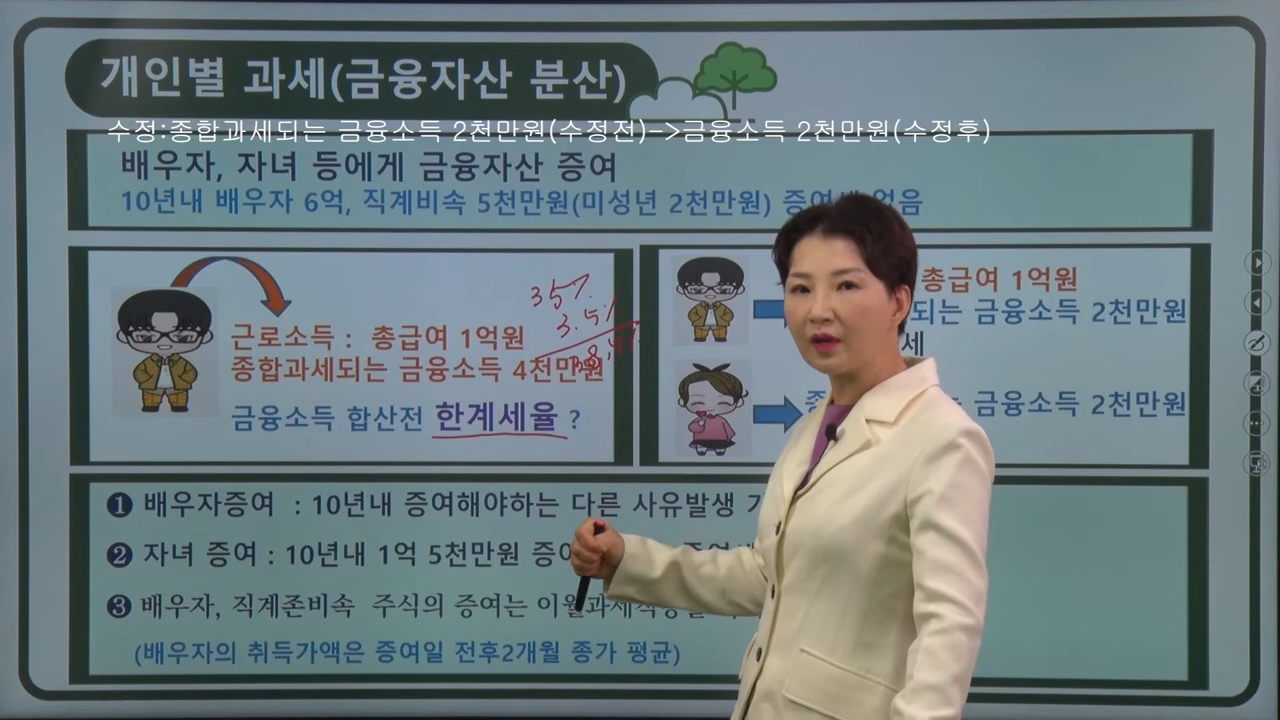 개인별 과세(금융자산 분산)
수정:종합과세되는 금융소득 2천만원(수정전)->금융소득 2천만원(수정후)
배우자, 자녀 등에게 금융자산 증여
10년내 배우자 6억, 직계비속 5천만원(미성년 2천만원) 없음
35%
3.5%
38.5%
근로소득 : 총급여 1억원
종합과세되는 금융소득 4천만원
금융소득 합산전 한계세율 ?
총급여 1억원
되는 금융소득 2천만원
세
금융소득 2천만원
❶ 배우자증여 : 10년내 증여해야하는 다른 사유발생
❷ 자녀 증여 : 10년내 1억 5천만원
❸ 배우자, 직계존비속 주식의 증여는
(배우자의 취득가액은 증여일 전후2개월 종가 평균)